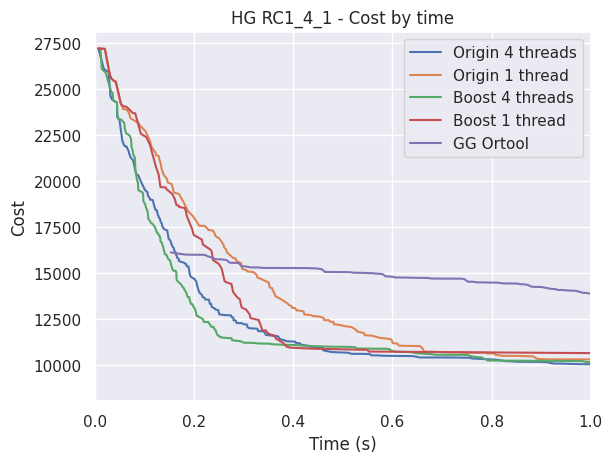 HG RC1_4_1 - Cost by time
27500
25000
22500
20000
17500
15000
12500
10000
Cost
Origin 4 threads
Origin 1 thread
Boost 4 threads
Boost 1 thread
GG Ortool
0.0 0.2 0.4 0.6 0.8 1.0
Time (s)